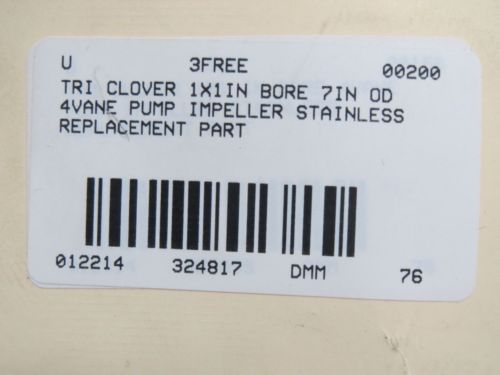 U 3FREE 00200
TRI CLOVER 1X1IN BORE 7IN OD
4VANE PUMP IMPELLER STAINLESS
REPLACEMENT PART
012214 324817 DMM 76